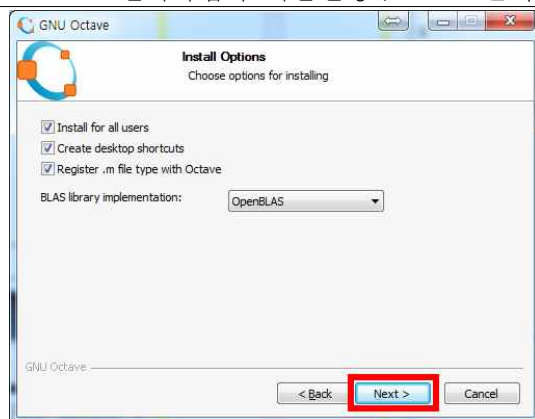 GNU Octave
Install Options
Choose options for installing
Install for all users
Create desktop shortcuts
Register .m file type with Octave
BLAS library implementation: OpenBLAS
GNU Octave
< Back Next > Cancel